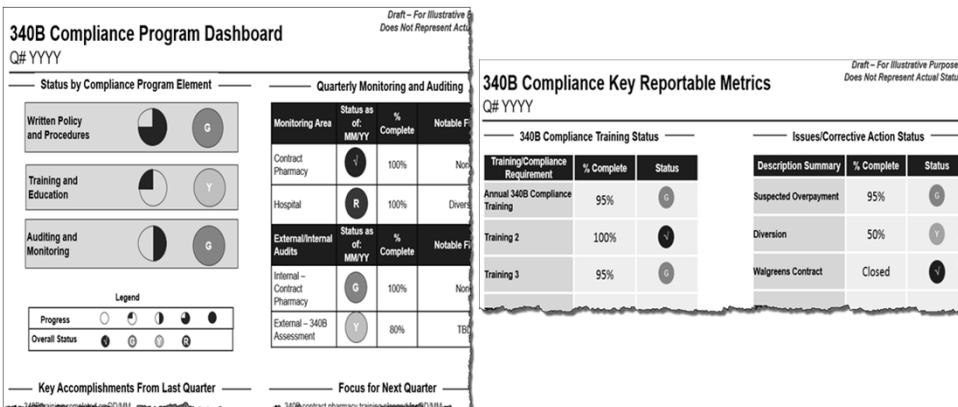 Draft – For Illustrative
Does Not Represent Actu
340B Compliance Program Dashboard
Q# YYYY
Status by Compliance Program Element
Written Policy
and Procedures
G
Training and
Education
Y
Auditing and
Monitoring
G
Legend
Progress
Overall Status
√ G Y R
Key Accomplishments From Last Quarter
Quarterly Monitoring and Auditing
Monitoring Area Status as of: MM/YY % Complete Notable Fi
Contract Pharmacy √ 100% Non
Hospital R 100% Divers
External/Internal Audits Status as of: MM/YY % Complete Notable Fi
Internal – Contract Pharmacy G 100% Non
External – 340B Assessment Y 80% TBD
Focus for Next Quarter
Draft – For Illustrative Purpose
Does Not Represent Actual Statu
340B Compliance Key Reportable Metrics
Q# YYYY
340B Compliance Training Status
Training/Compliance Requirement % Complete Status
Annual 340B Compliance Training 95% G
Training 2 100% √
Training 3 95% G
Issues/Corrective Action Status
Description Summary % Complete Status
Suspected Overpayment 95% G
Diversion 50% Y
Walgreens Contract Closed √